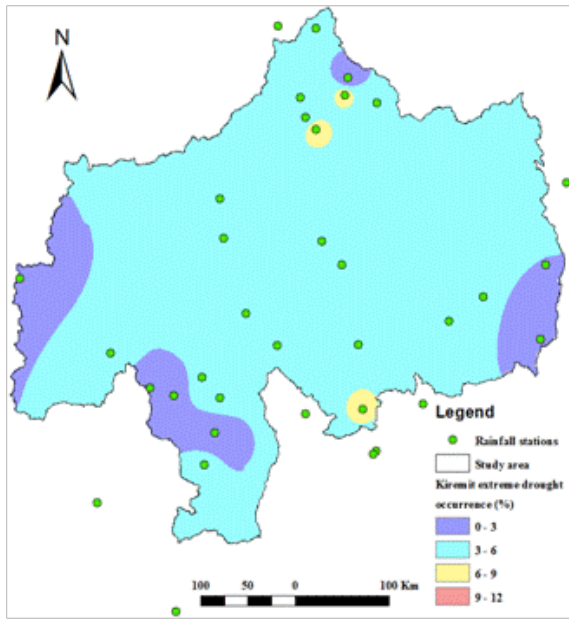 N
Legend
Rainfall stations
Study area
Kiremit extreme drought
occurrence (%)
0 - 3
3 - 6
6 - 9
9 - 12
100 50 0 100 Km